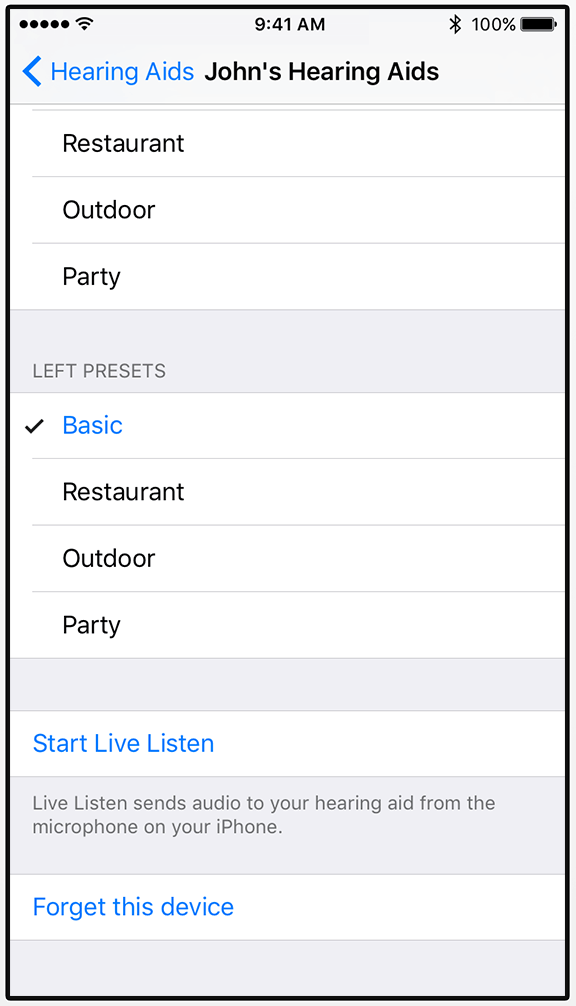 9:41 AM 100%
Hearing Aids John's Hearing Aids
Restaurant
Outdoor
Party
LEFT PRESETS
Basic
Restaurant
Outdoor
Party
Start Live Listen
Live Listen sends audio to your hearing aid from the
microphone on your iPhone.
Forget this device